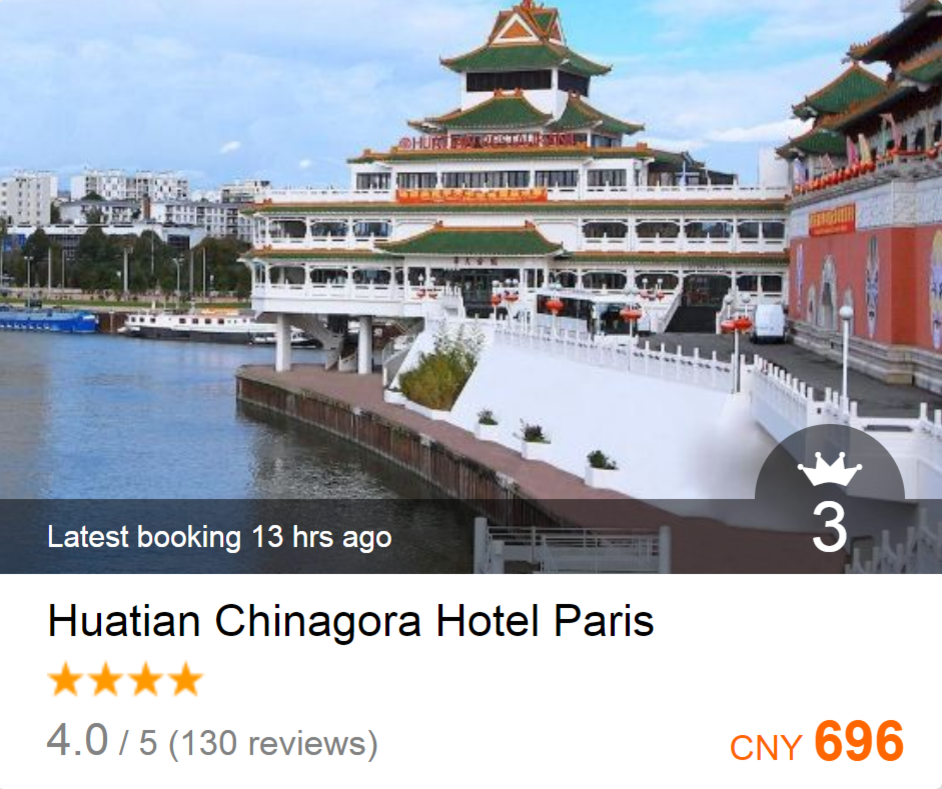 Latest booking 13 hrs ago
3
Huatian Chinagora Hotel Paris
4.0 / 5 (130 reviews)
CNY 696